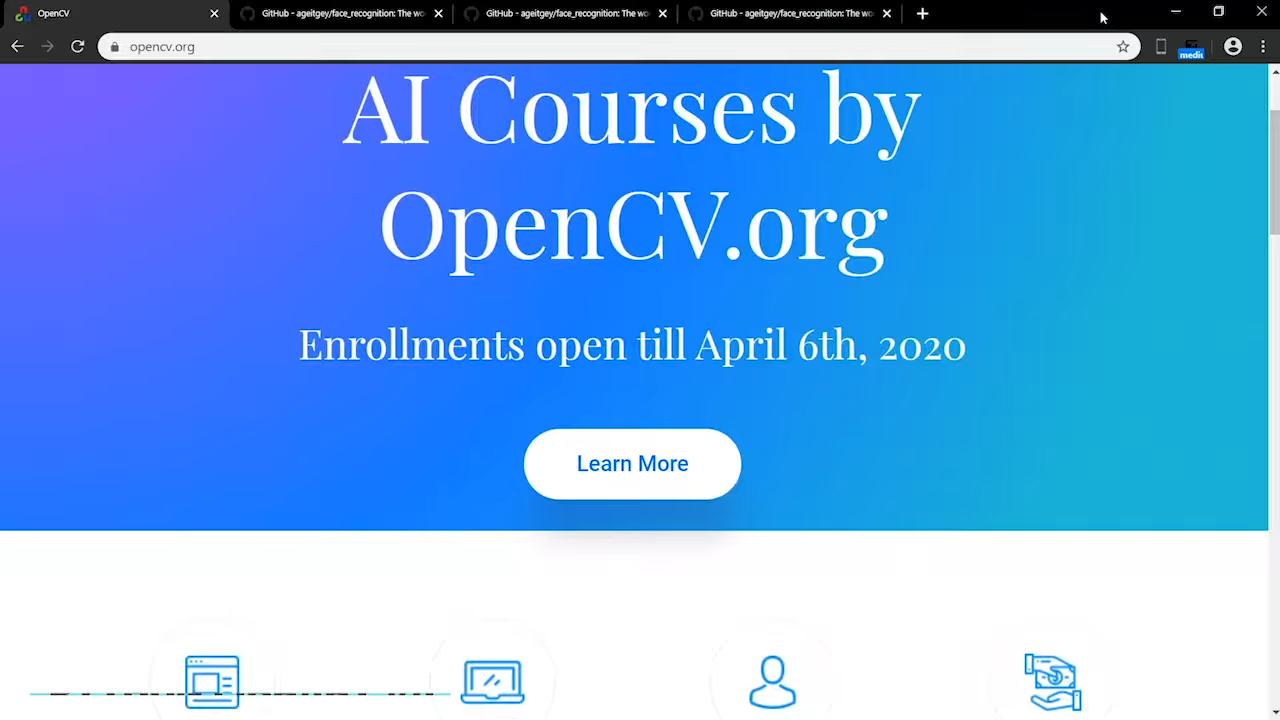 OpenCV
GitHub - ageitgey/face_recognition: The wo
GitHub - ageitgey/face_recognition: The wo
GitHub - ageitgey/face_recognition: The wo
opencv.org
medi
AI Courses by
OpenCV.org
Enrollments open till April 6th, 2020
Learn More